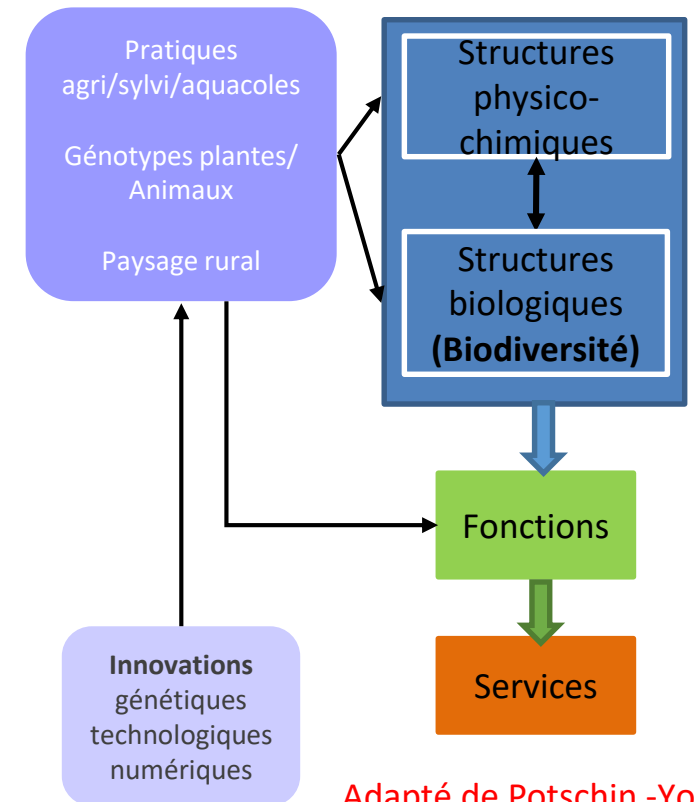 Pratiques
agri/sylvi/aquacoles
Génotypes plantes/
Animaux
Paysage rural
Structures
physico-
chimiques
Structures
biologiques
(Biodiversité)
Fonctions
Services
Innovations
génétiques
technologiques
numériques
Adapté de Potschin -Yo